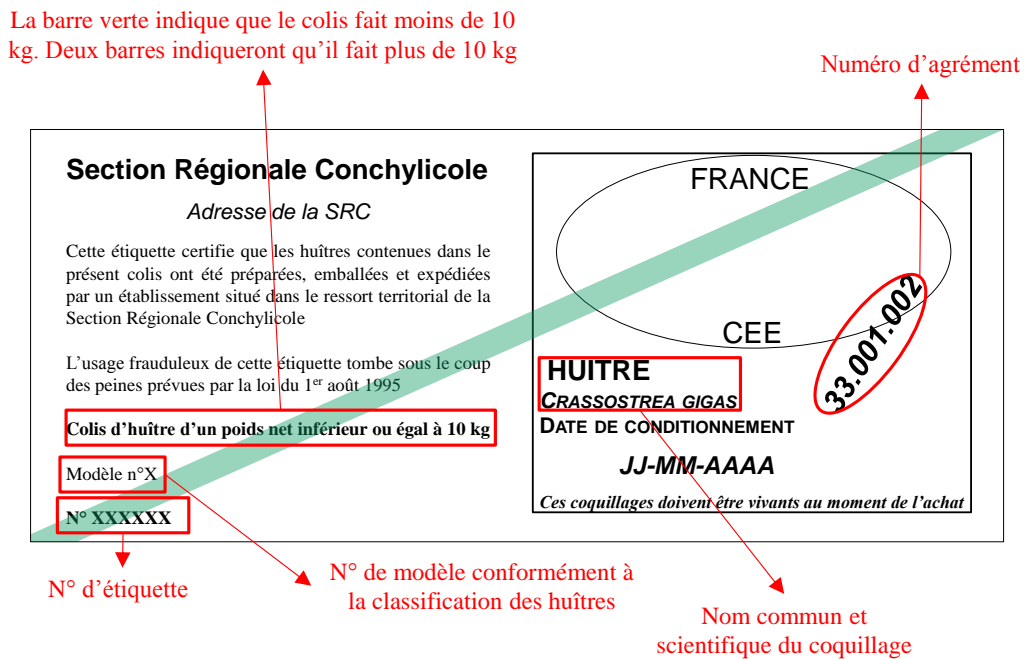 La barre verte indique que le colis fait moins de 10
kg. Deux barres indiqueront qu'il fait plus de 10 kg
Numéro d'agrément
Section Régionale Conchylicole
Adresse de la SRC
Cette étiquette certifie que les huîtres contenues dans le
présent colis ont été préparées, emballées et expédiées
par un établissement situé dans le ressort territorial de la
Section Régionale Conchylicole
L'usage frauduleux de cette étiquette tombe sous le coup
des peines prévues par la loi du 1er août 1995
Colis d'huître d'un poids net inférieur ou égal à 10 kg
Modèle n°X
N° XXXXXX
FRANCE
CEE
33.001.002
HUITRE
CRASSOSTREA GIGAS
DATE DE CONDITIONNEMENT
JJ-MM-AAAA
Ces coquillages doivent être vivants au moment de l'achat
N° d'étiquette
N° de modèle conformément à
la classification des huîtres
Nom commun et
scientifique du coquillage